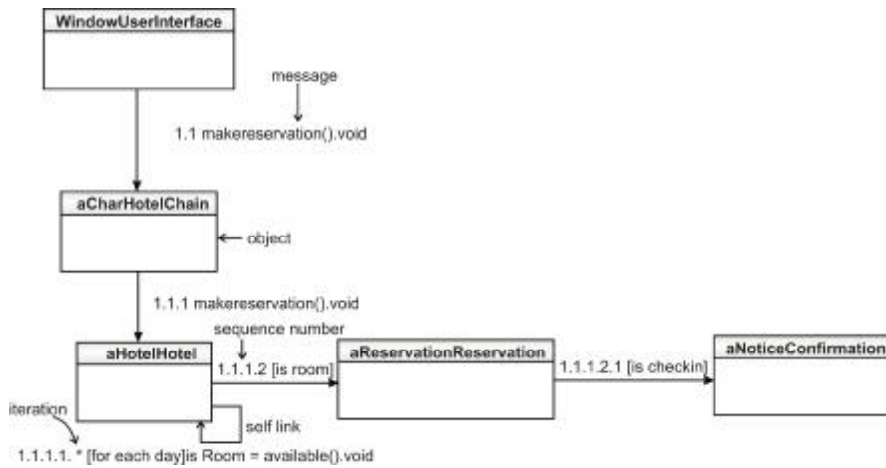 WindowUserInterface
message
1.1 makereservation().void
aCharHotelChain
object
1.1.1 makereservation().void
sequence number
aHotelHotel
aReservationReservation
aNoticeConfirmation
1.1.1.2 [is room]
1.1.1.2.1 [is checkin]
iteration
self link
1.1.1.1. * [for each day]is Room = available().void